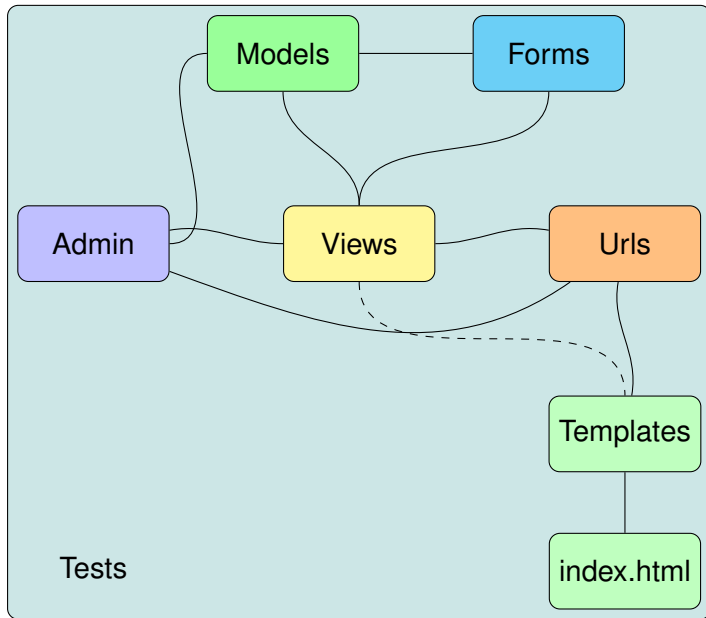 Models
Forms
Admin
Views
Urls
Templates
Tests
index.html